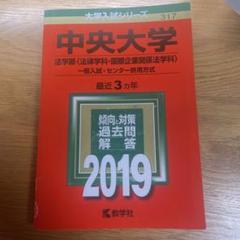 大学入試シリーズ
317
中央大学
法学部〈法律学科・国際企業関係法学科〉
一般入試・センター併用方式
最近3カ年
傾向と対策
過去問
解答
2019
教学社